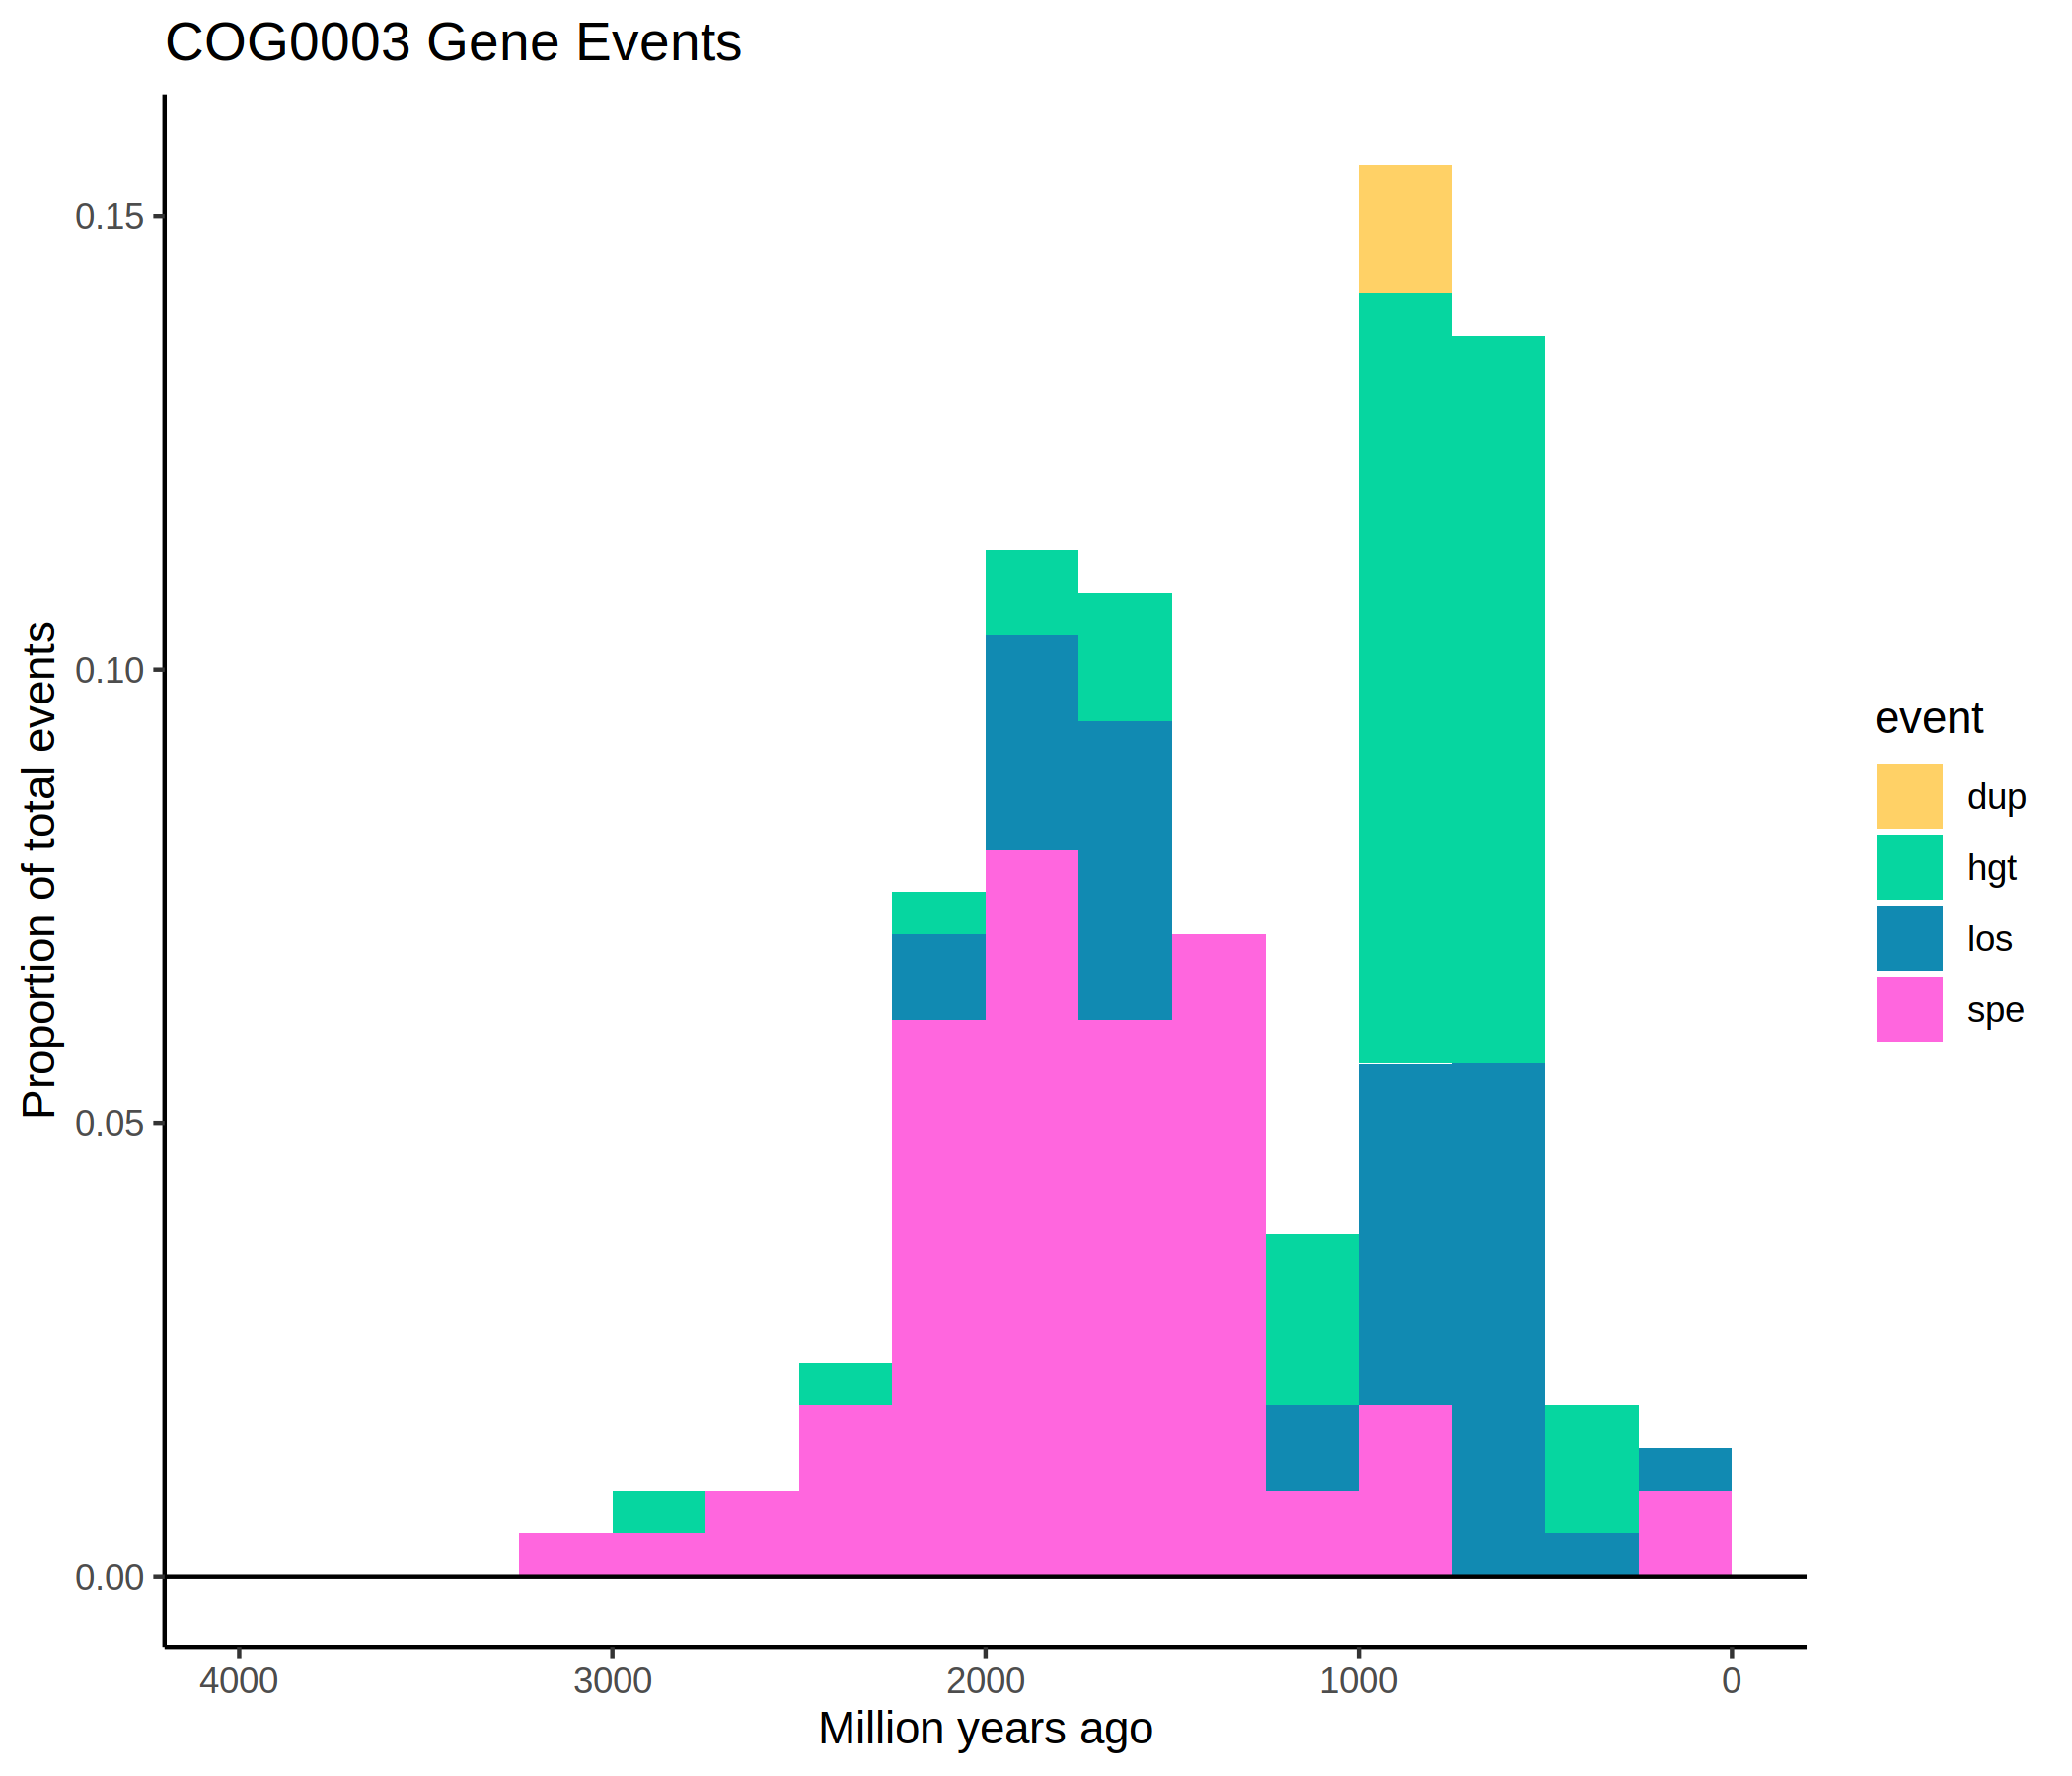 COG0003 Gene Events
Proportion of total events
0.15
0.10
0.05
0.00
4000 3000 2000 1000 0
Million years ago
event
dup
hgt
los
spe